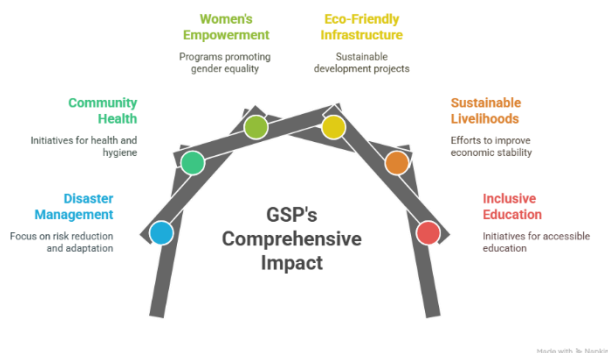 Women's
Empowerment
Programs promoting
gender equality
Eco-Friendly
Infrastructure
Sustainable
development projects
Community
Health
Initiatives for health and
hygiene
Sustainable
Livelihoods
Efforts to improve
economic stability
Disaster
Management
Focus on risk reduction
and adaptation
Inclusive
Education
Initiatives for accessible
education
GSP's
Comprehensive
Impact
Made with Napkin